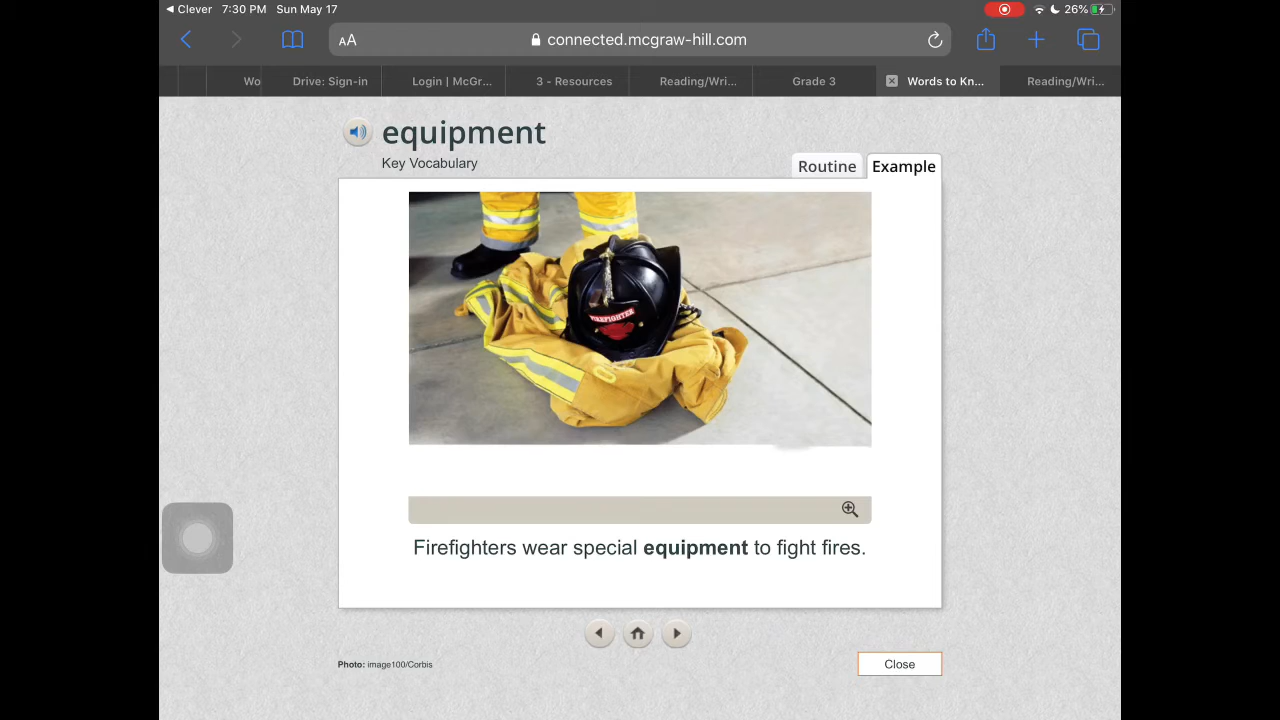 Clever 7:30 PM Sun May 17 26%
AA connected.mcgraw-hill.com
Wo Drive: Sign-in Login | McGr... 3 - Resources Reading/Wri... Grade 3 Words to Kn... Reading/Wri...
equipment
Key Vocabulary
Routine Example
FIREFIGHTER
Firefighters wear special equipment to fight fires.
Photo: image100/Corbis
Close